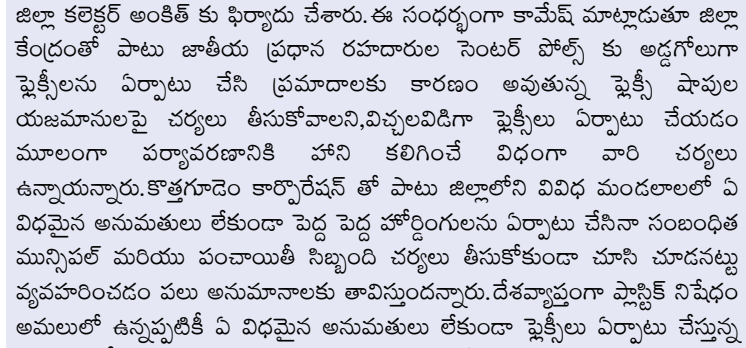 జిల్లా కలెక్టర్ అంకిత్ కు ఫిర్యాదు చేశారు.ఈ సంధర్భంగా కామేష్ మాట్లాడుతూ జిల్లా
కేంద్రంతో పాటు జాతీయ ప్రధాన రహదారుల సెంటర్ పోల్స్ కు అడ్డగోలుగా
ఫ్లెక్సీలను ఏర్పాటు చేసి ప్రమాదాలకు కారణం అవుతున్న ఫ్లెక్సీ షాపుల
యజమానులపై చర్యలు తీసుకోవాలని,విచ్చలవిడిగా ఫ్లెక్సీలు ఏర్పాటు చేయడం
మూలంగా పర్యావరణానికి హాని కలిగించే విధంగా వారి చర్యలు
ఉన్నాయన్నారు.కొత్తగూడెం కార్పొరేషన్ తో పాటు జిల్లాలోని వివిధ మండలాలలో ఏ
విధమైన అనుమతులు లేకుండా పెద్ద పెద్ద హోర్డింగులను ఏర్పాటు చేసినా సంబంధిత
మున్సిపల్ మరియు పంచాయితీ సిబ్బంది చర్యలు తీసుకోకుండా చూసి చూడనట్టు
వ్యవహరించడం పలు అనుమానాలకు తావిస్తుందన్నారు.దేశవ్యాప్తంగా ప్లాస్టిక్ నిషేధం
అమలులో ఉన్నప్పటికీ ఏ విధమైన అనుమతులు లేకుండా ఫ్లెక్సీలు ఏర్పాటు చేస్తున్న